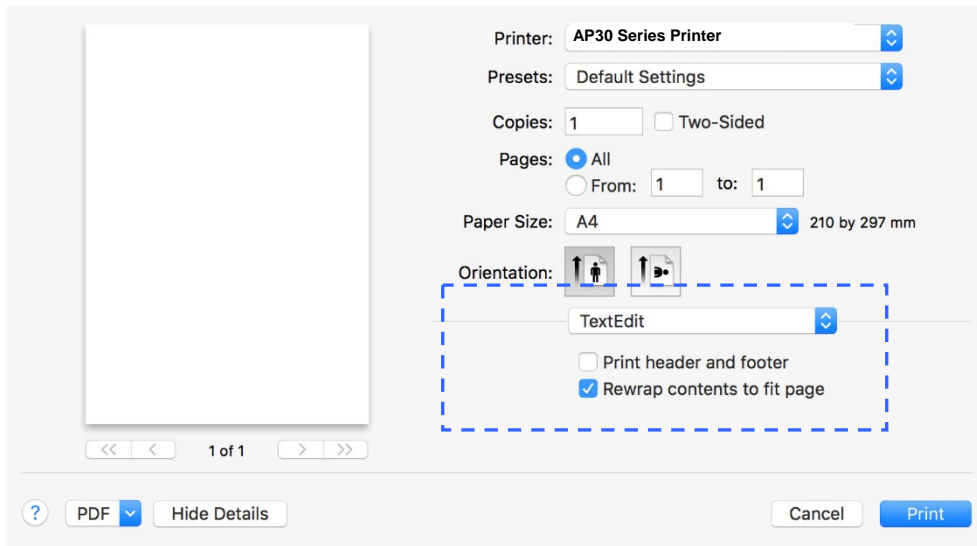 Printer: AP30 Series Printer
Presets: Default Settings
Copies: 1 Two-Sided
Pages: All
From: 1 to: 1
Paper Size: A4 210 by 297 mm
Orientation:
TextEdit
Print header and footer
Rewrap contents to fit page
<< < 1 of 1 > >>
? PDF Hide Details Cancel Print